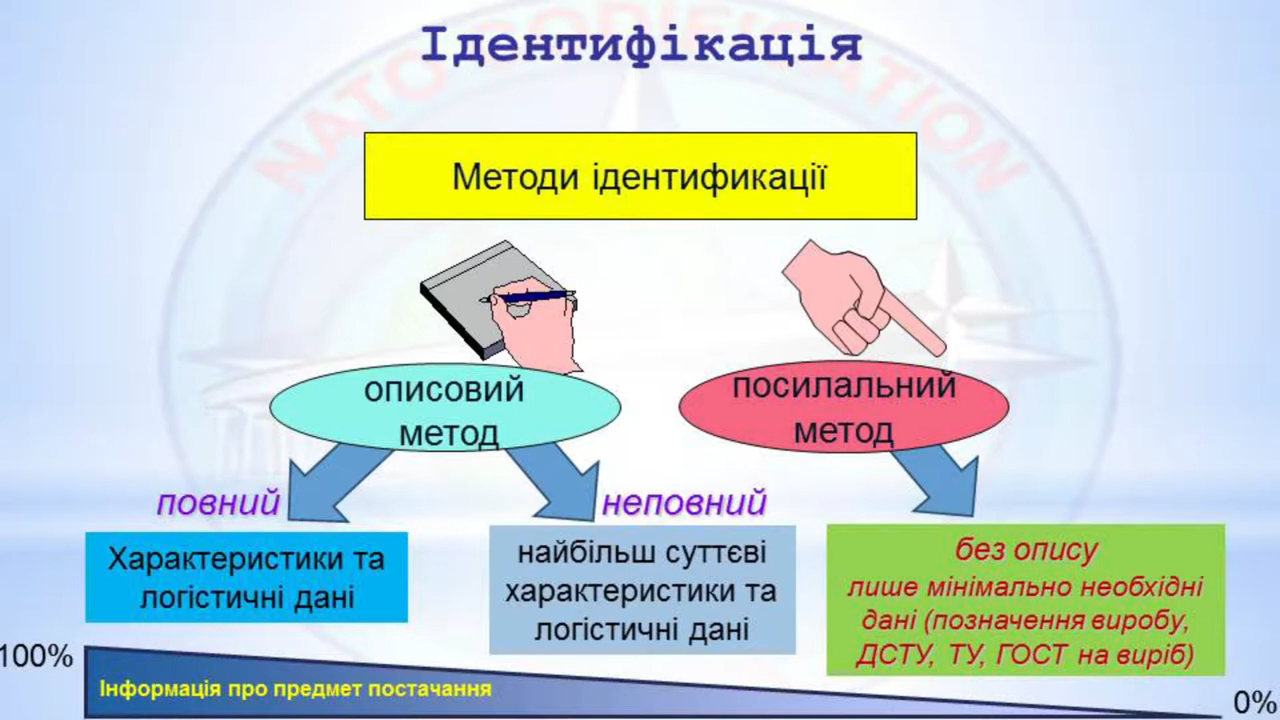 Ідентифікація
NATO CODIFICATION
Методи ідентификації
описовий
метод
посилальний
метод
повний
неповний
Характеристики та
логістичні дані
найбільш суттєві
характеристики та
логістичні дані
без опису
лише мінімально необхідні
дані (позначення виробу,
ДСТУ, ТУ, ГОСТ на виріб)
100%
Інформація про предмет постачання
0%